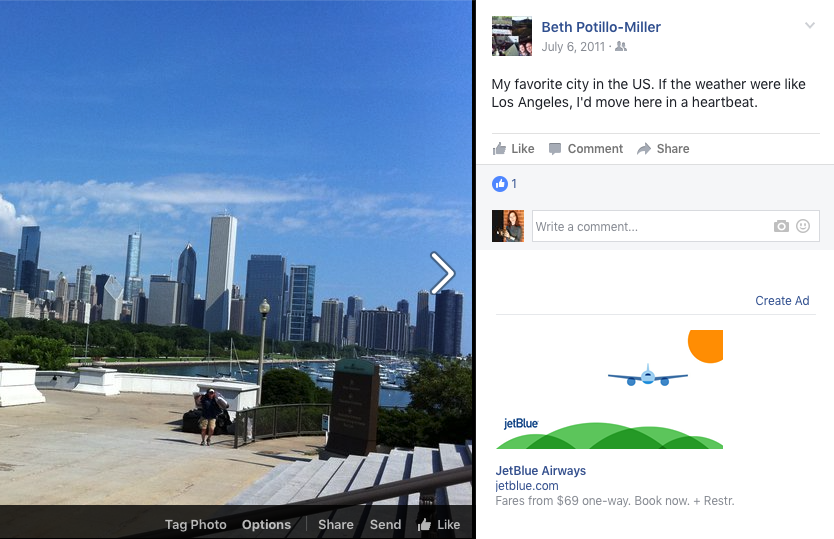 Beth Potillo-Miller
July 6, 2011 ·
My favorite city in the US. If the weather were like
Los Angeles, I'd move here in a heartbeat.
Like Comment Share
1
Write a comment...
Create Ad
jetBlue
JetBlue Airways
jetblue.com
Fares from $69 one-way. Book now. + Restr.
Tag Photo Options Share Send Like